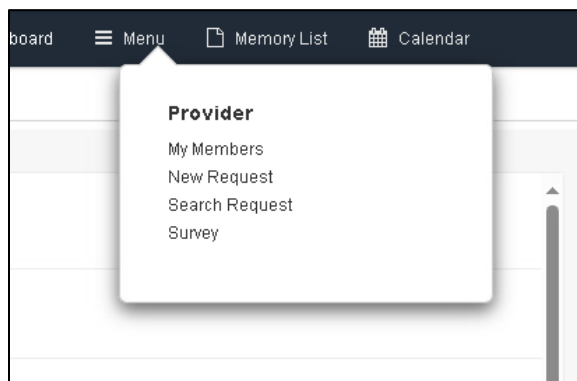 board Menu Memory List Calendar
Provider
My Members
New Request
Search Request
Survey